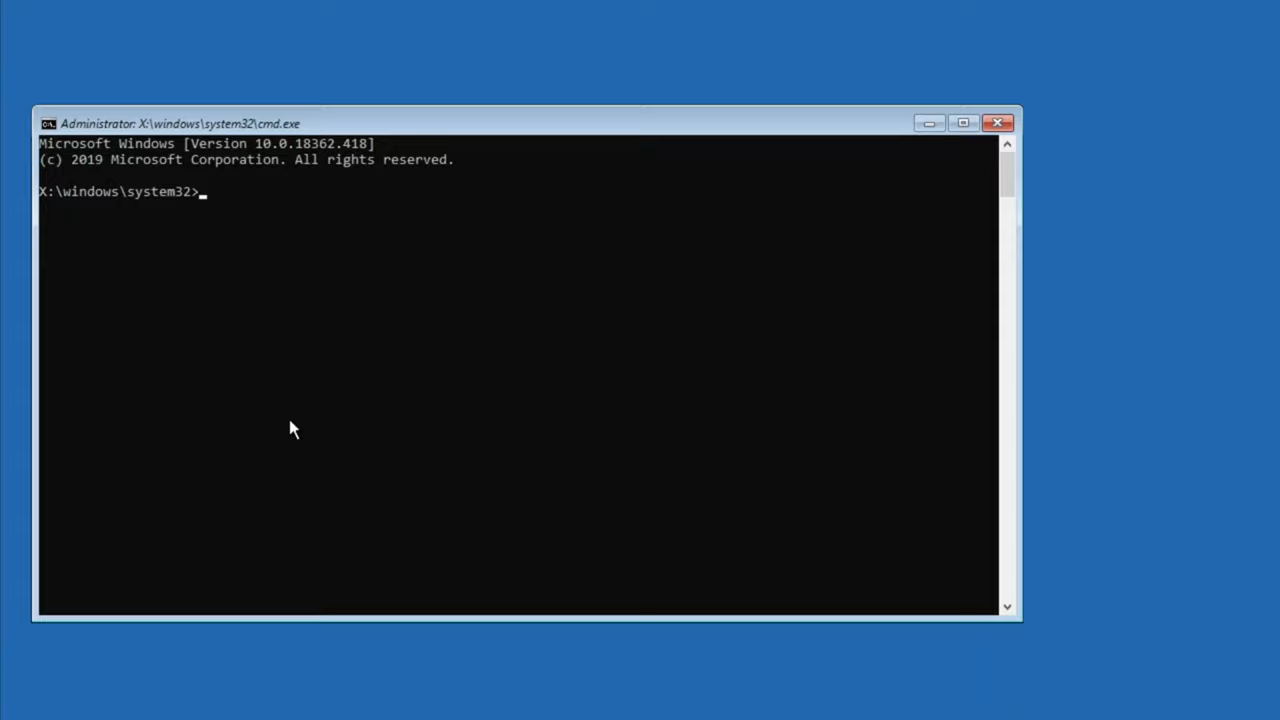 Administrator: X:\windows\system32\cmd.exe
Microsoft Windows [Version 10.0.18362.418]
(c) 2019 Microsoft Corporation. All rights reserved.
X:\windows\system32>